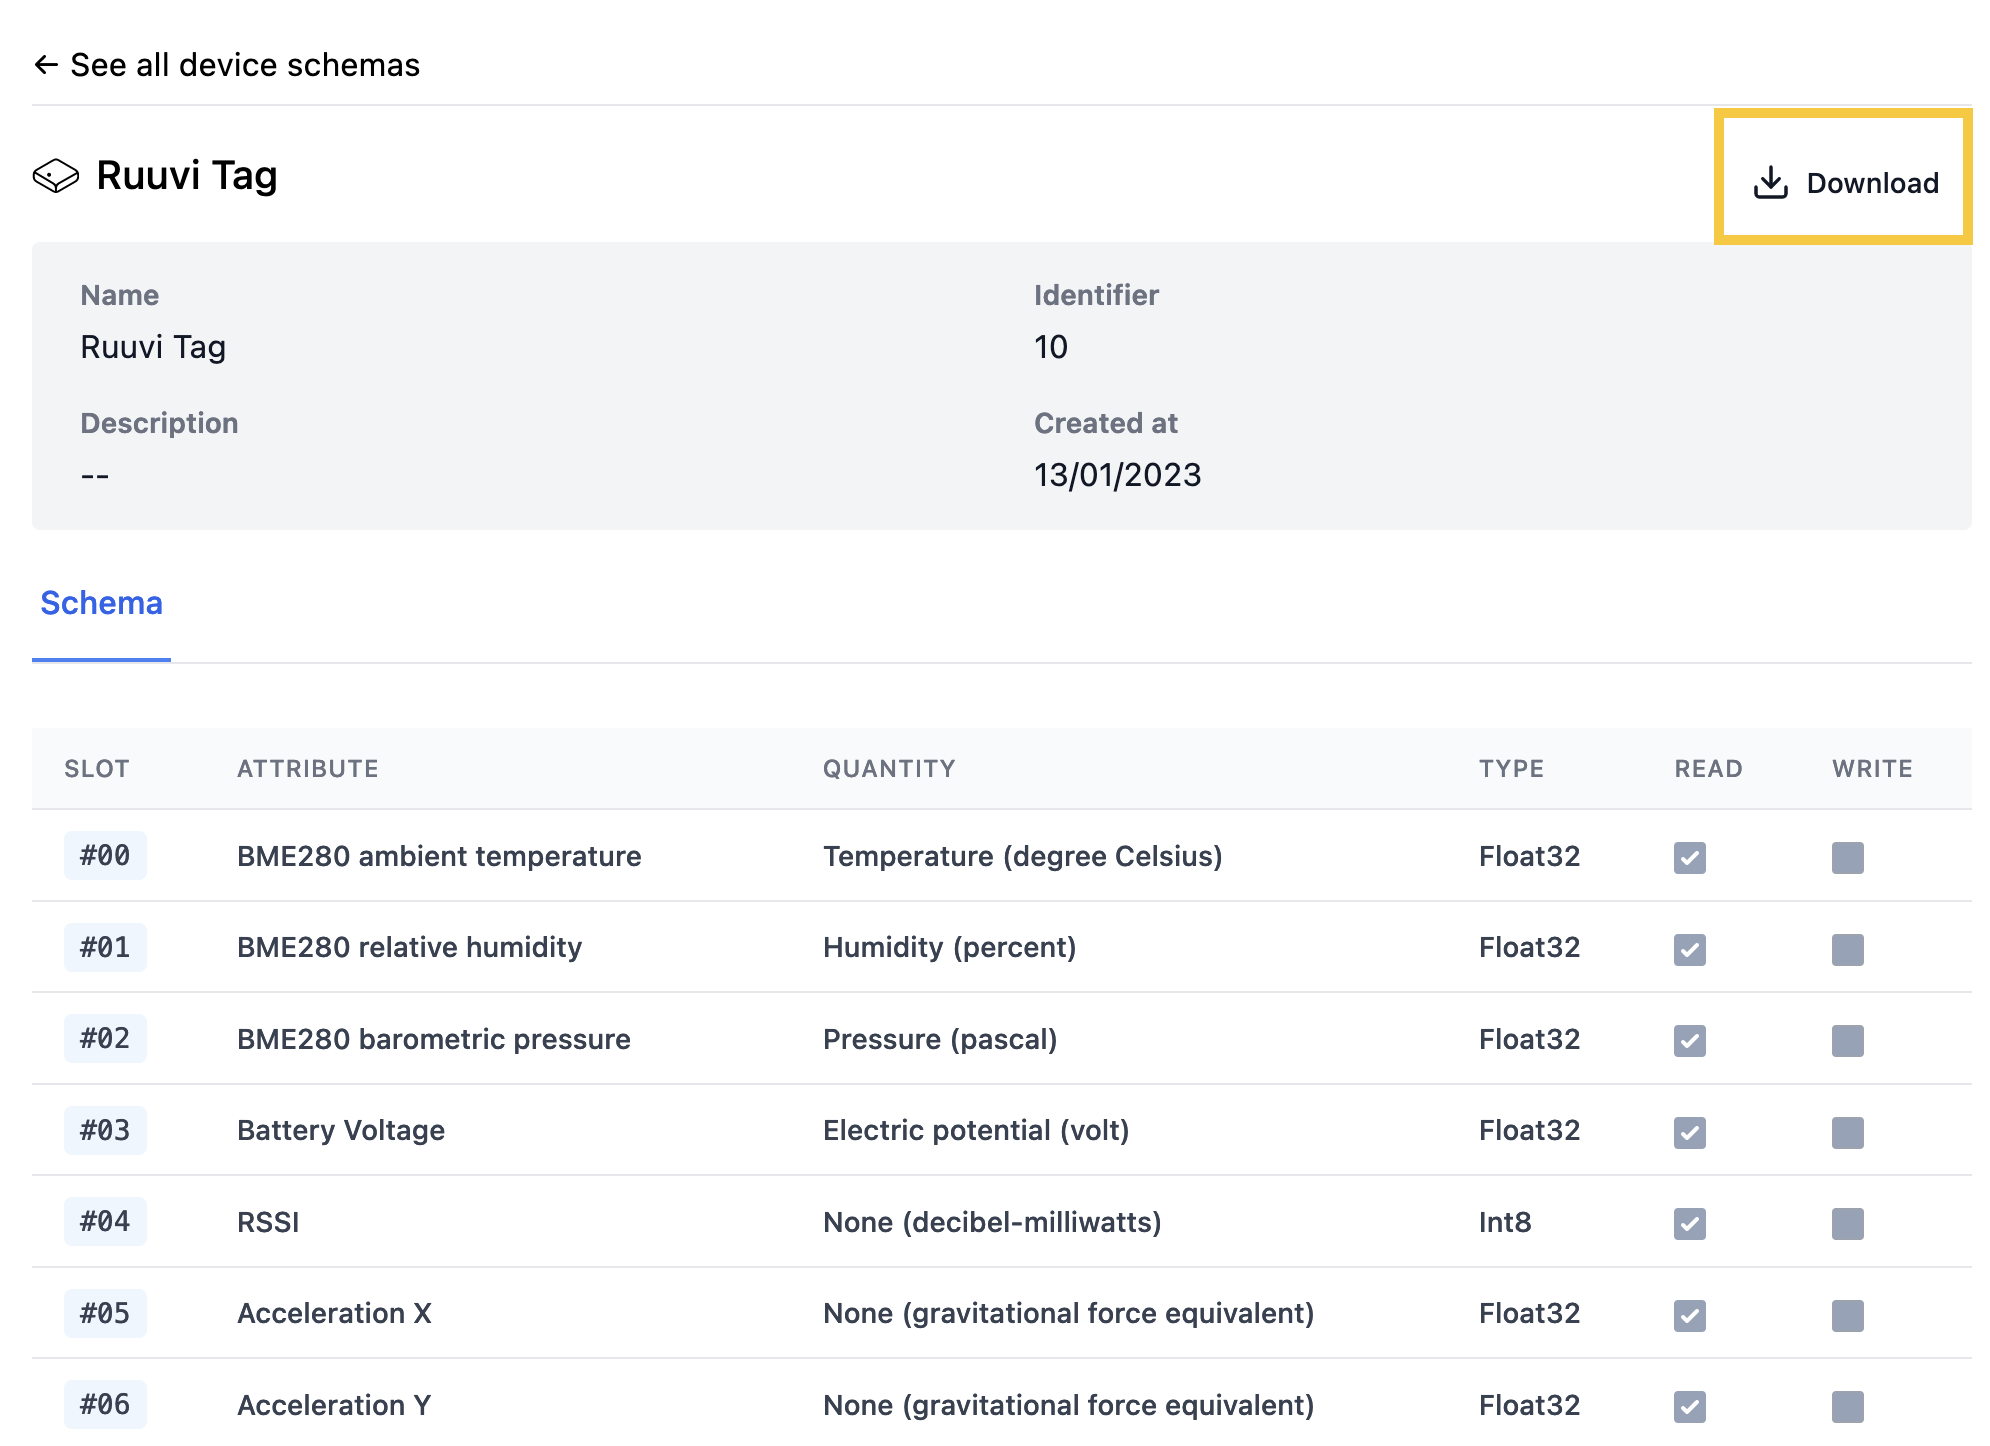 ← See all device schemas
Ruuvi Tag
Download
Name
Identifier
Ruuvi Tag
10
Description
Created at
--
13/01/2023
Schema
SLOT ATTRIBUTE QUANTITY TYPE READ WRITE
#00 BME280 ambient temperature Temperature (degree Celsius) Float32
#01 BME280 relative humidity Humidity (percent) Float32
#02 BME280 barometric pressure Pressure (pascal) Float32
#03 Battery Voltage Electric potential (volt) Float32
#04 RSSI None (decibel-milliwatts) Int8
#05 Acceleration X None (gravitational force equivalent) Float32
#06 Acceleration Y None (gravitational force equivalent) Float32